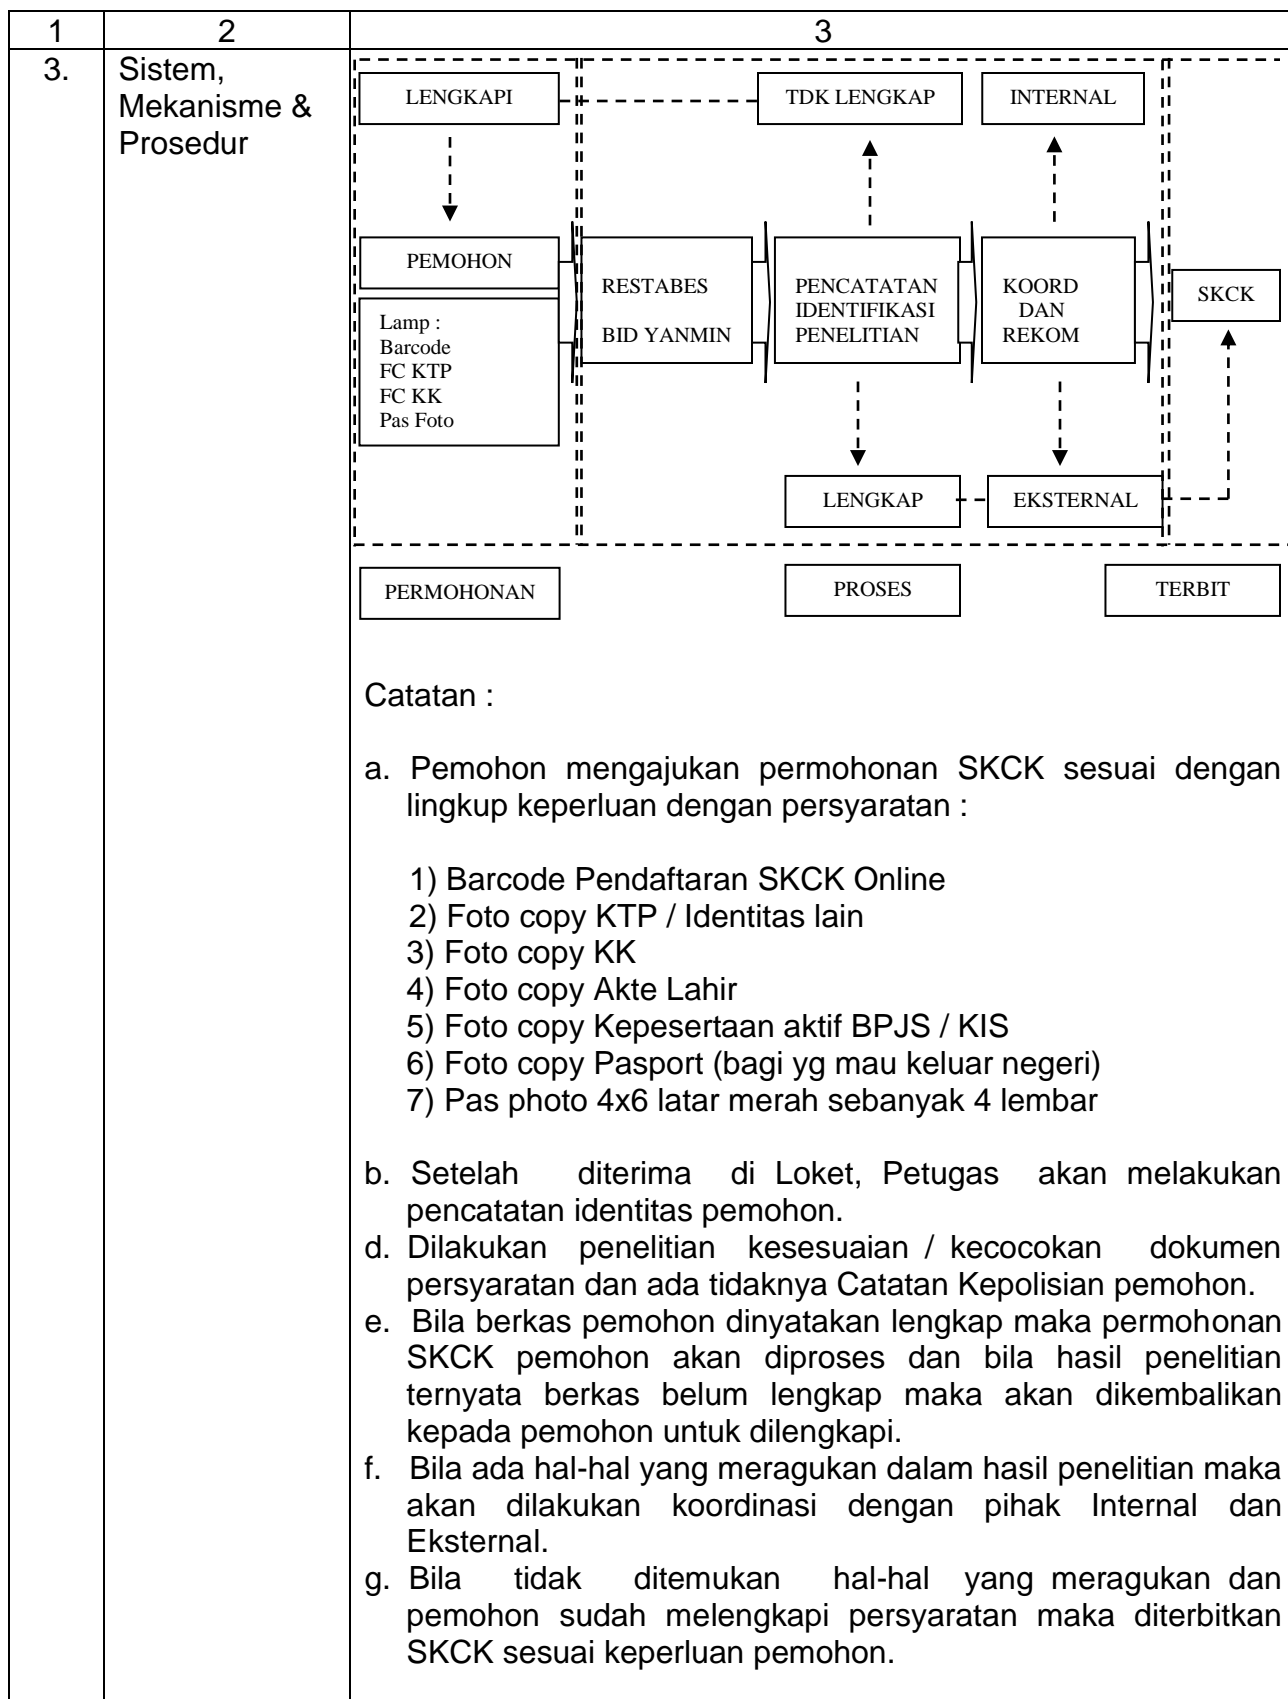 1 2 3
3. Sistem,
Mekanisme &
Prosedur
LENGKAPI TDK LENGKAP INTERNAL
PEMOHON
Lamp :
Barcode
FC KTP
FC KK
Pas Foto
RESTABES
BID YANMIN
PENCATATAN
IDENTIFIKASI
PENELITIAN
KOORD
DAN
REKOM
SKCK
LENGKAP EKSTERNAL
PERMOHONAN PROSES TERBIT
Catatan :
a. Pemohon mengajukan permohonan SKCK sesuai dengan
lingkup keperluan dengan persyaratan :
1) Barcode Pendaftaran SKCK Online
2) Foto copy KTP / Identitas lain
3) Foto copy KK
4) Foto copy Akte Lahir
5) Foto copy Kepesertaan aktif BPJS / KIS
6) Foto copy Pasport (bagi yg mau keluar negeri)
7) Pas photo 4x6 latar merah sebanyak 4 lembar
b. Setelah diterima di Loket, Petugas akan melakukan
pencatatan identitas pemohon.
d. Dilakukan penelitian kesesuaian / kecocokan dokumen
persyaratan dan ada tidaknya Catatan Kepolisian pemohon.
e. Bila berkas pemohon dinyatakan lengkap maka permohonan
SKCK pemohon akan diproses dan bila hasil penelitian
ternyata berkas belum lengkap maka akan dikembalikan
kepada pemohon untuk dilengkapi.
f. Bila ada hal-hal yang meragukan dalam hasil penelitian maka
akan dilakukan koordinasi dengan pihak Internal dan
Eksternal.
g. Bila tidak ditemukan hal-hal yang meragukan dan
pemohon sudah melengkapi persyaratan maka diterbitkan
SKCK sesuai keperluan pemohon.